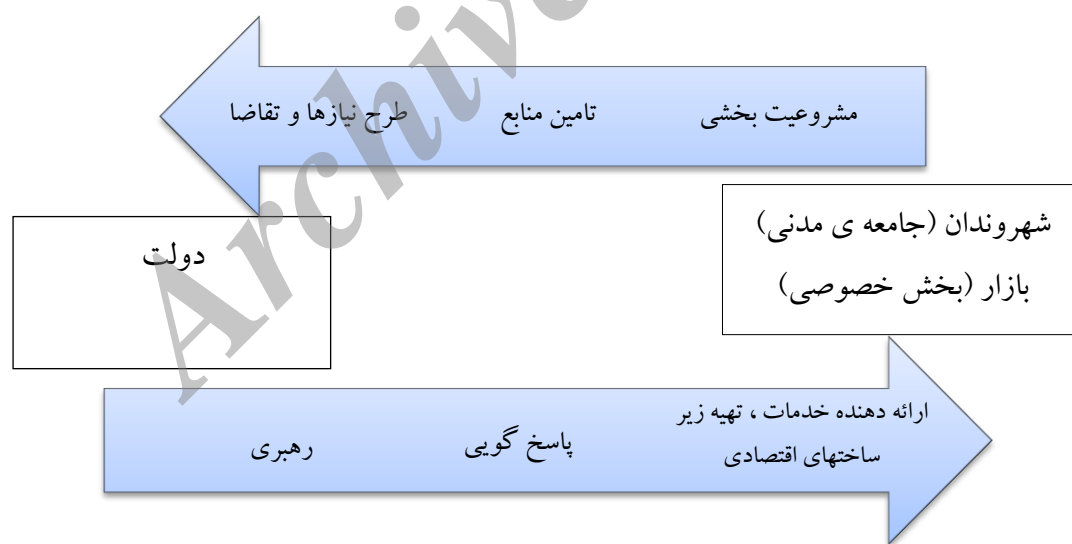 مشروعیت بخشی
تامین منابع
طرح نیازها و تقاضا
شهروندان (جامعه ی مدنی)
بازار (بخش خصوصی)
دولت
ارائه دهنده خدمات ، تهیه زیر
ساختهای اقتصادی
پاسخ گویی
رهبری
Archive